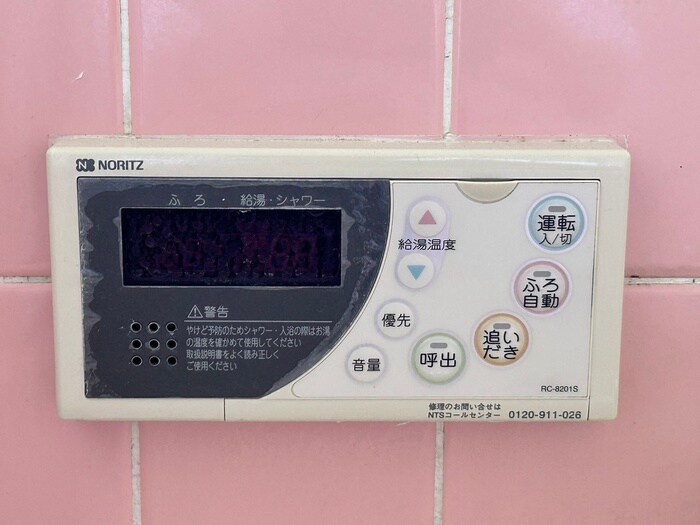 NORITZ
ふろ・給湯・シャワー
給湯温度
運転
入/切
ふろ
自動
優先
追い
だき
呼出
音量
⚠警告
やけど予防のためシャワー・入浴の際はお湯
の温度を確かめて使用してください
取扱説明書をよく読み正しく
ご使用ください
RC-8201S
修理のお問い合せは
NTSコールセンター 0120-911-026